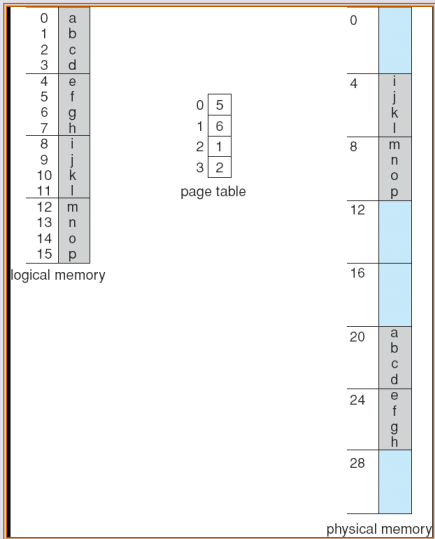 0 a
1 b
2 c
3 d
4 e
5 f
6 g
7 h
8 i
9 j
10 k
11 l
12 m
13 n
14 o
15 p
logical memory
0 5
1 6
2 1
3 2
page table
0
4 i
j
k
l
8 m
n
o
p
12
16
20 a
b
c
d
24 e
f
g
h
28
physical memory